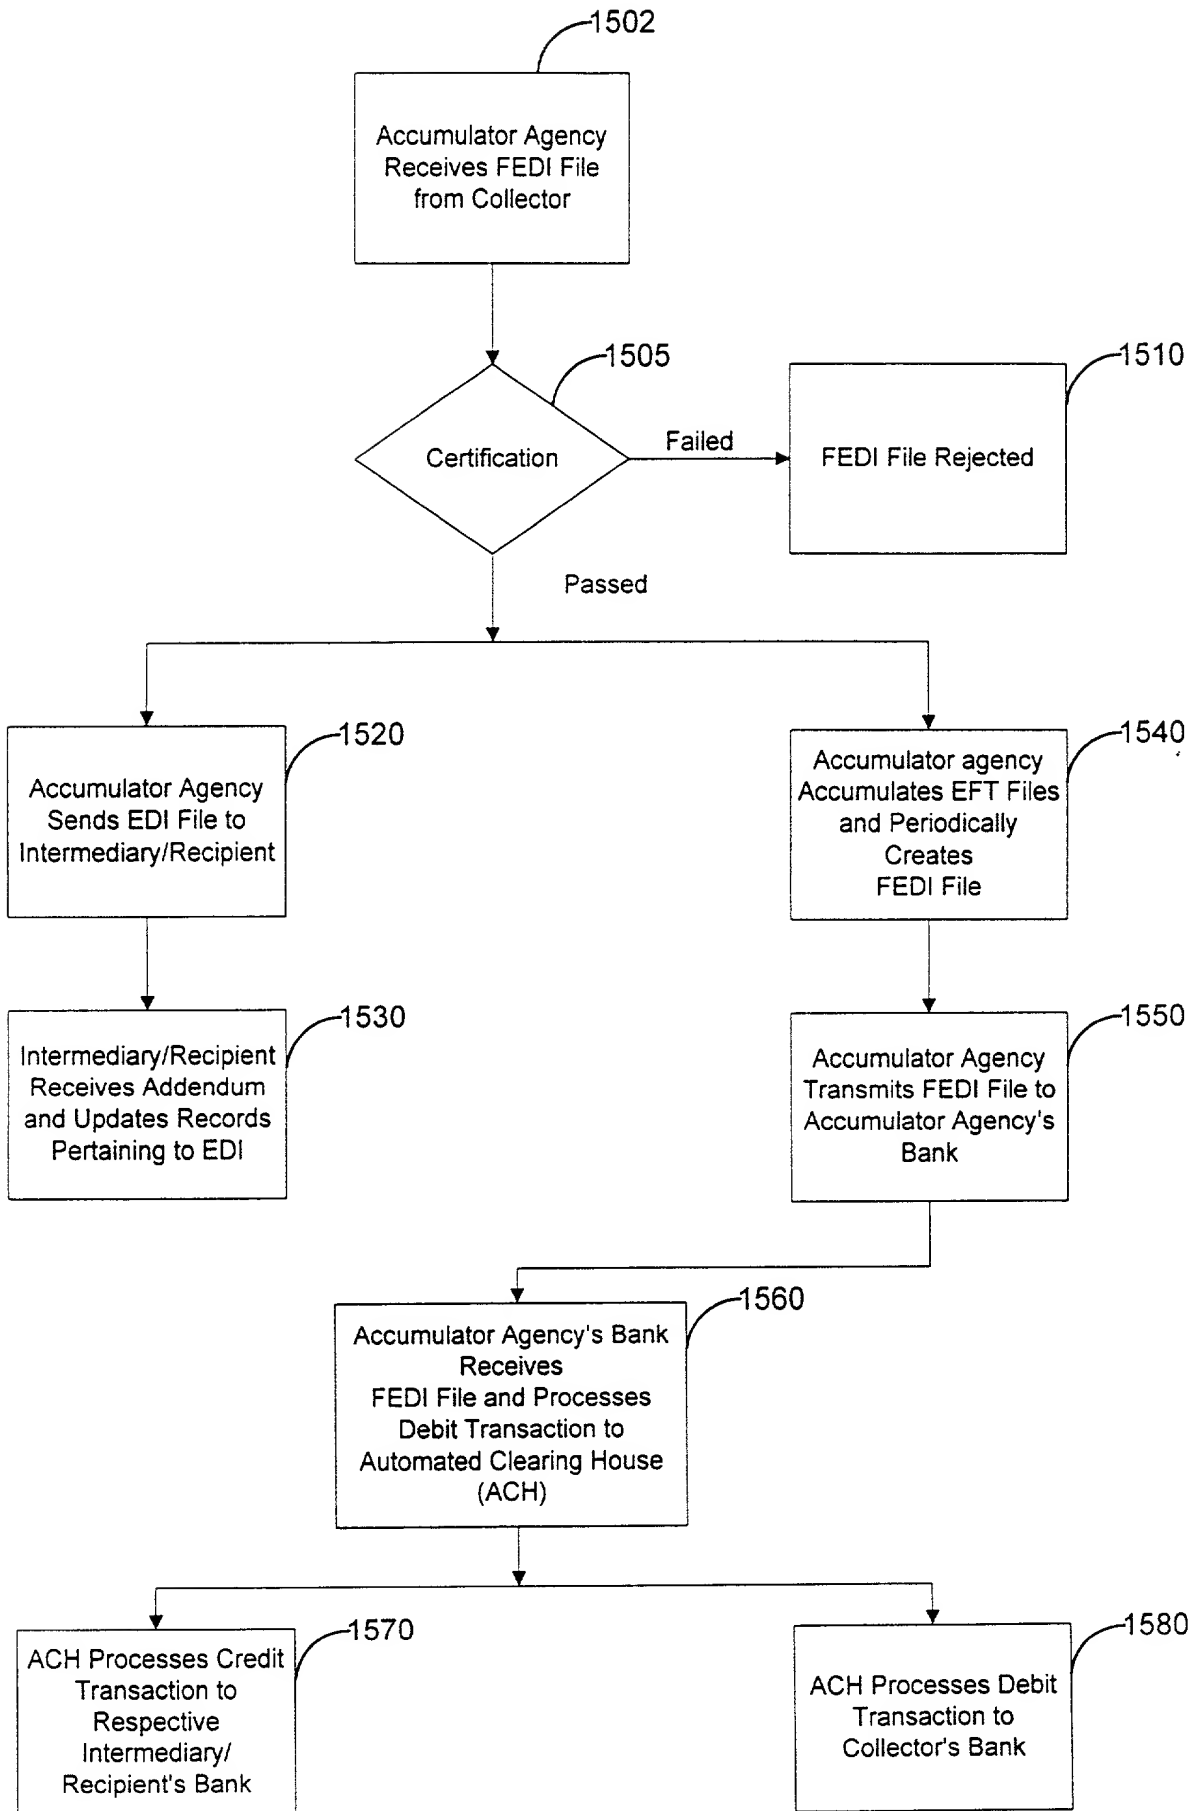 1502
Accumulator Agency
Receives FEDI File
from Collector
1505
Certification
Failed
1510
FEDI File Rejected
Passed
1520
Accumulator Agency
Sends EDI File to
Intermediary/Recipient
1540
Accumulator agency
Accumulates EFT Files
and Periodically
Creates
FEDI File
1530
Intermediary/Recipient
Receives Addendum
and Updates Records
Pertaining to EDI
1550
Accumulator Agency
Transmits FEDI File to
Accumulator Agency's
Bank
1560
Accumulator Agency's Bank
Receives
FEDI File and Processes
Debit Transaction to
Automated Clearing House
(ACH)
1570
ACH Processes Credit
Transaction to
Respective
Intermediary/
Recipient's Bank
1580
ACH Processes Debit
Transaction to
Collector's Bank